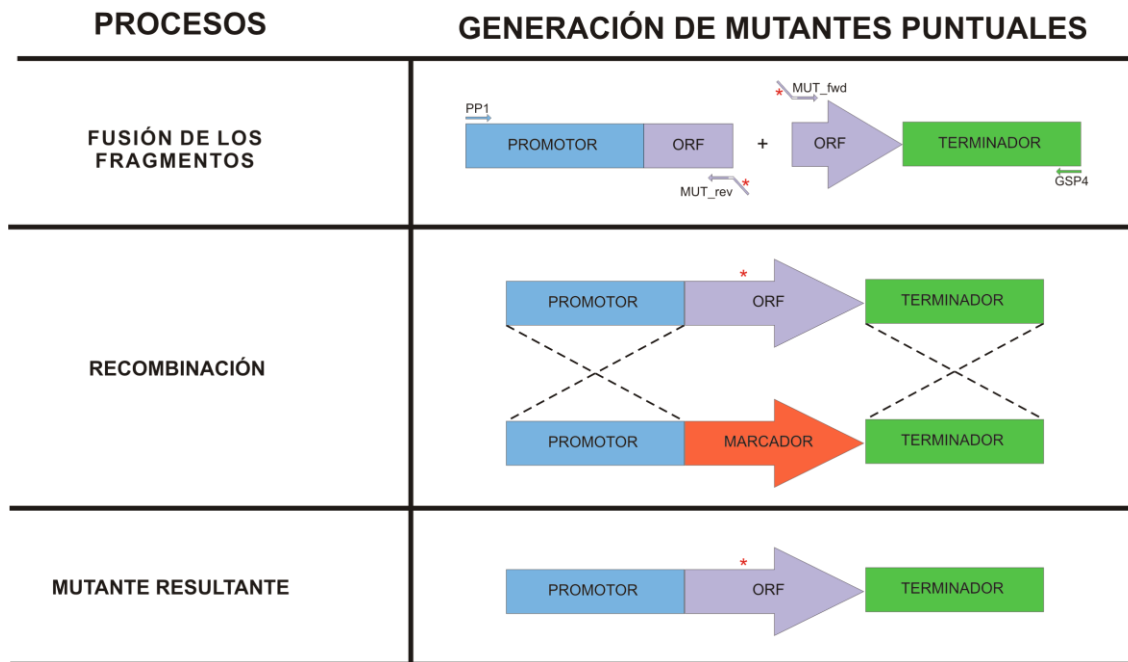 PROCESOS
GENERACIÓN DE MUTANTES PUNTUALES
FUSIÓN DE LOS
FRAGMENTOS
PP1
* MUT_fwd
PROMOTOR
ORF
+
ORF
TERMINADOR
MUT_rev *
GSP4
RECOMBINACIÓN
*
PROMOTOR
ORF
TERMINADOR
PROMOTOR
MARCADOR
TERMINADOR
MUTANTE RESULTANTE
*
PROMOTOR
ORF
TERMINADOR